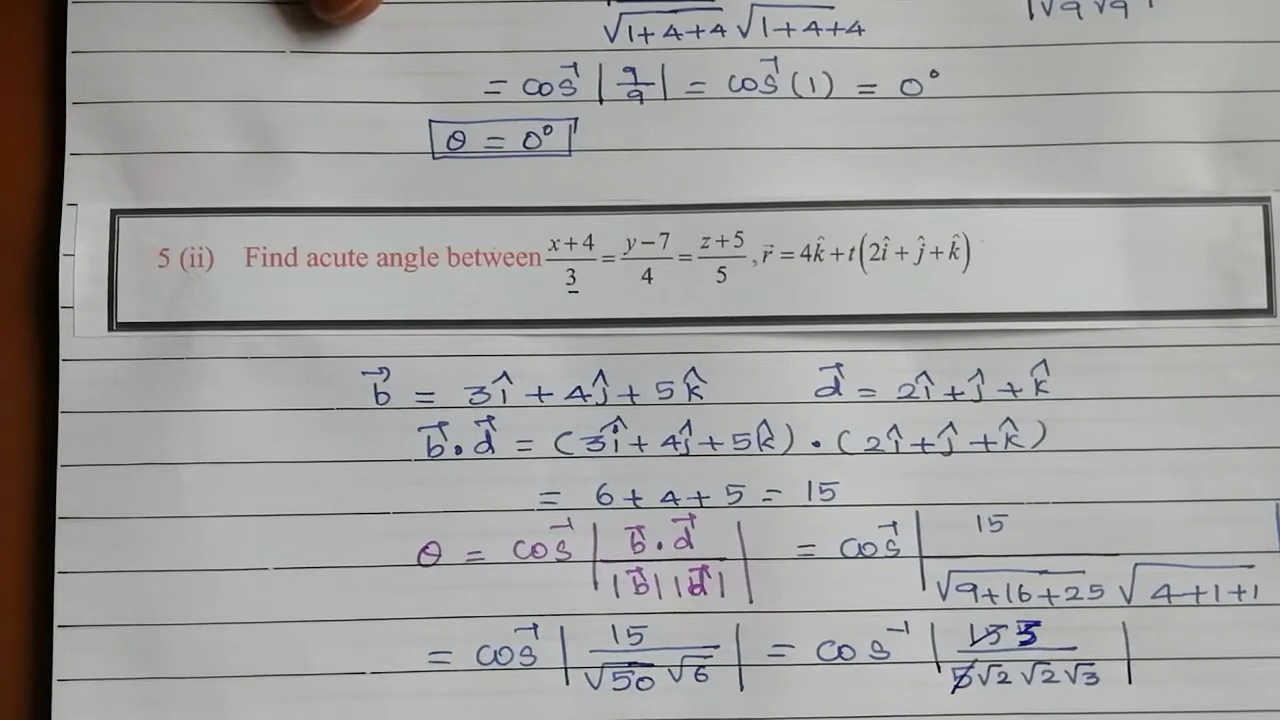 √1+4+4 √1+4+4 |√9 √9|
= cos⁻¹ |9/9| = cos⁻¹(1) = 0°
θ = 0°
5 (ii) Find acute angle between x+4/3 = y−7/4 = z+5/5 , r⃗ = 4k̂ + t(2î + ĵ + k̂)
b⃗ = 3î + 4ĵ + 5k̂ d⃗ = 2î + ĵ + k̂
b⃗ . d⃗ = (3î + 4ĵ + 5k̂) . (2î + ĵ + k̂)
= 6 + 4 + 5 = 15
θ = cos⁻¹ | b⃗ . d⃗ / |b⃗| |d⃗| | = cos⁻¹ | 15 / √9+16+25 √4+1+1
= cos⁻¹ | 15 / √50 √6 | = cos⁻¹ | 15 3 / 5√2 √2 √3 |